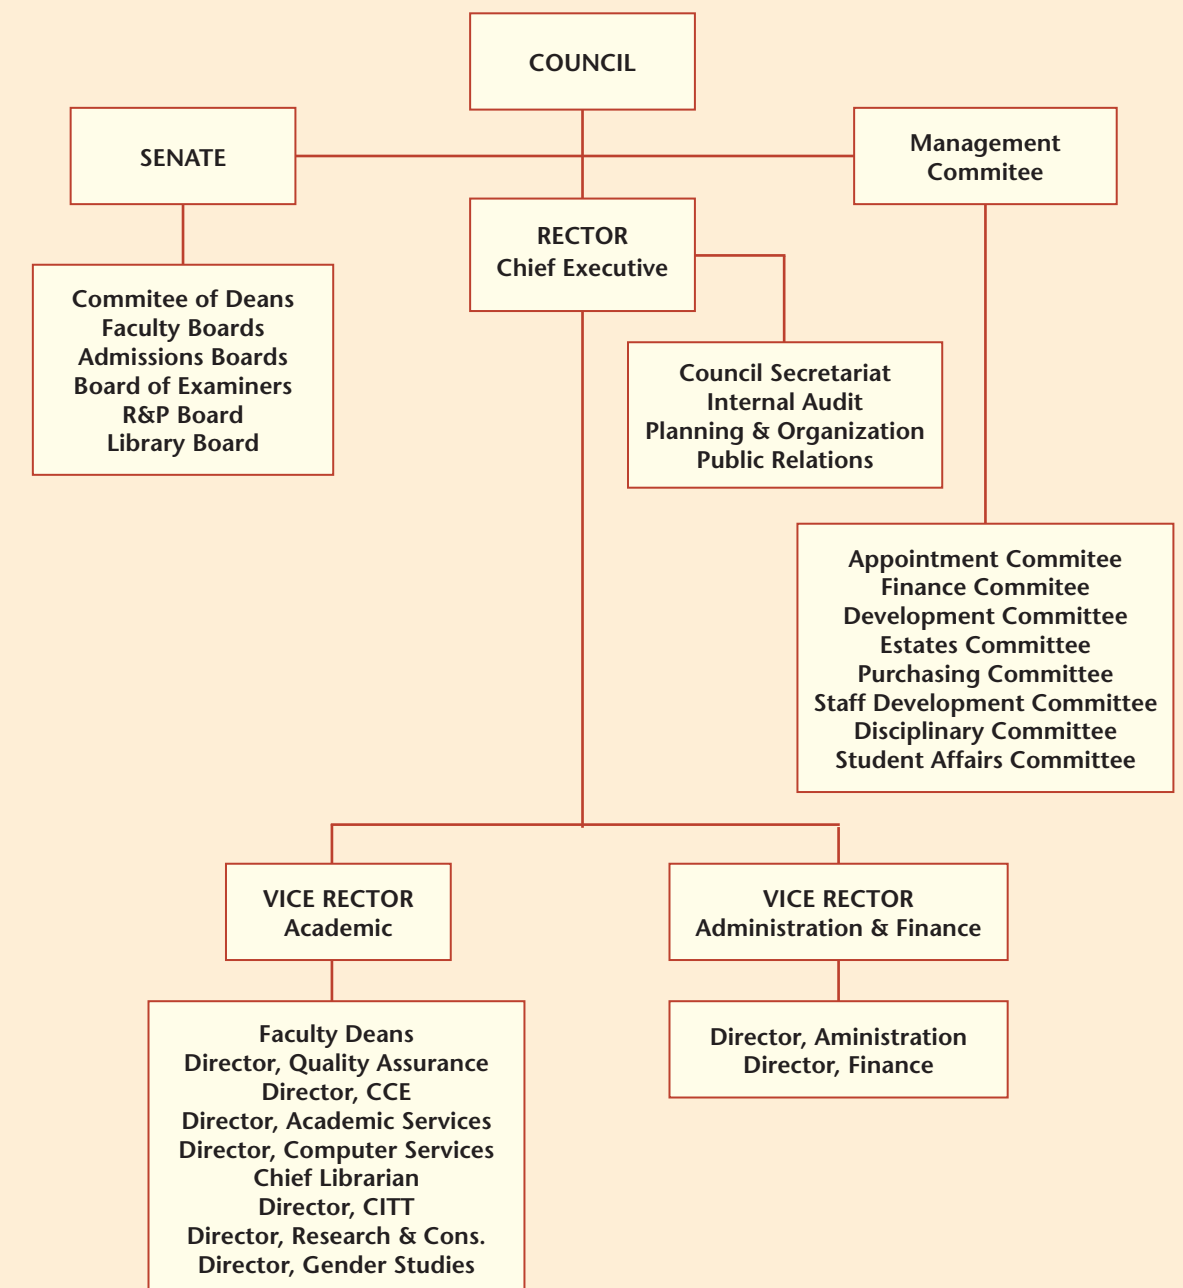 COUNCIL
SENATE
Management
Commitee
RECTOR
Chief Executive
Commitee of Deans
Faculty Boards
Admissions Boards
Board of Examiners
R&P Board
Library Board
Council Secretariat
Internal Audit
Planning & Organization
Public Relations
Appointment Commitee
Finance Commitee
Development Committee
Estates Committee
Purchasing Committee
Staff Development Committee
Disciplinary Committee
Student Affairs Committee
VICE RECTOR
Academic
VICE RECTOR
Administration & Finance
Faculty Deans
Director, Quality Assurance
Director, CCE
Director, Academic Services
Director, Computer Services
Chief Librarian
Director, CITT
Director, Research & Cons.
Director, Gender Studies
Director, Aministration
Director, Finance